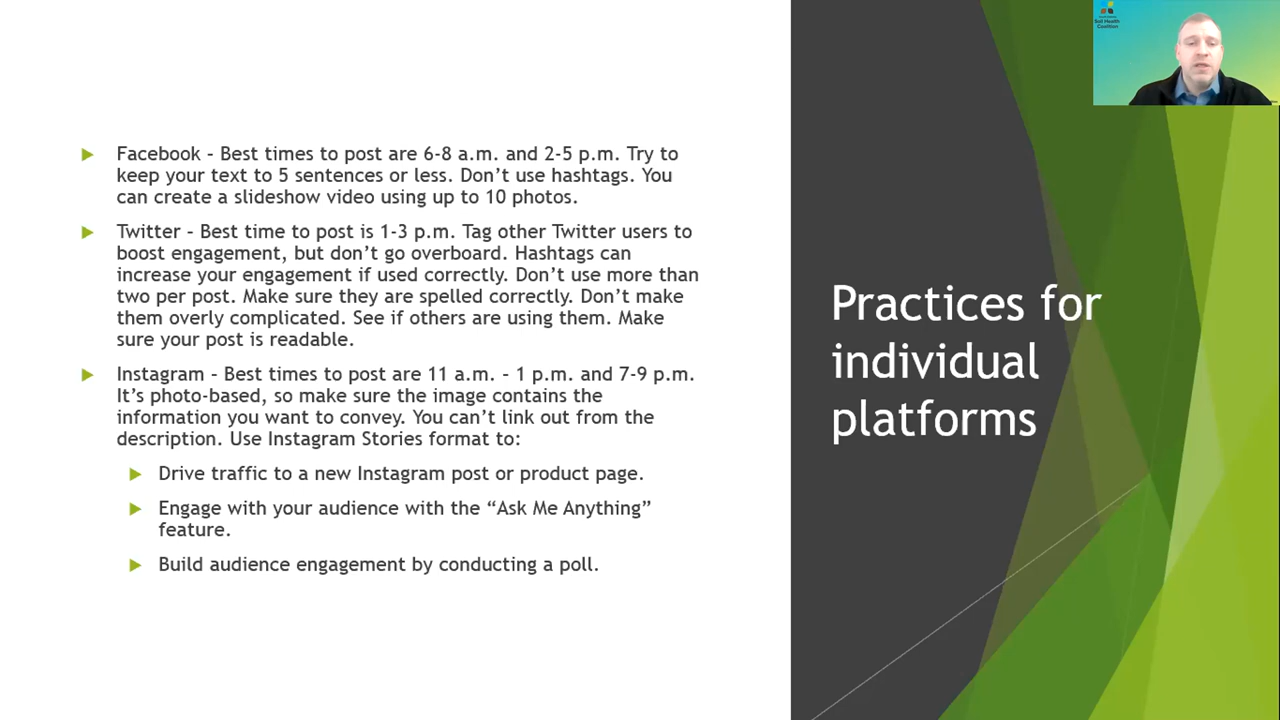 Facebook – Best times to post are 6-8 a.m. and 2-5 p.m. Try to
keep your text to 5 sentences or less. Don’t use hashtags. You
can create a slideshow video using up to 10 photos.
Twitter – Best time to post is 1-3 p.m. Tag other Twitter users to
boost engagement, but don’t go overboard. Hashtags can
increase your engagement if used correctly. Don’t use more than
two per post. Make sure they are spelled correctly. Don’t make
them overly complicated. See if others are using them. Make
sure your post is readable.
Instagram – Best times to post are 11 a.m. – 1 p.m. and 7-9 p.m.
It’s photo-based, so make sure the image contains the
information you want to convey. You can’t link out from the
description. Use Instagram Stories format to:
Drive traffic to a new Instagram post or product page.
Engage with your audience with the “Ask Me Anything”
feature.
Build audience engagement by conducting a poll.
Practices for
individual
platforms
Soil Health
Coalition